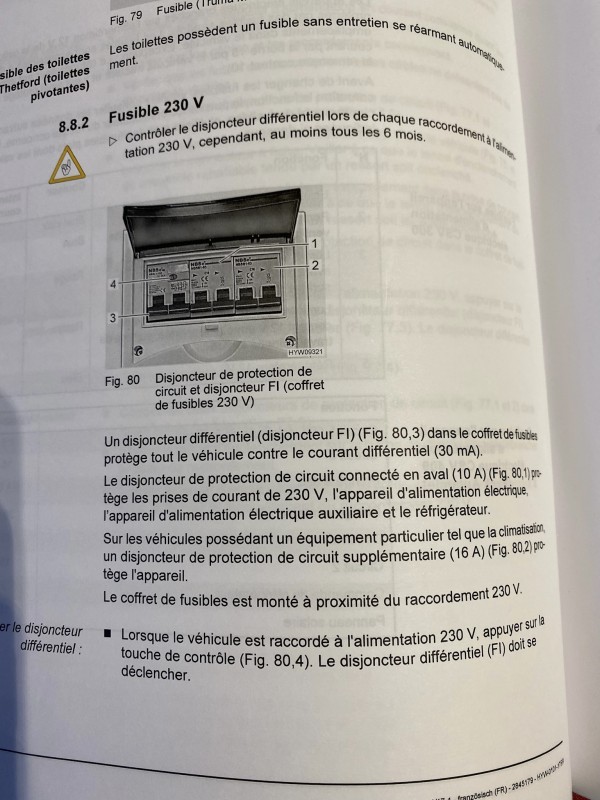 Fig. 79 Fusible (Truma
Les toilettes possèdent un fusible sans entretien se réarmant automatique-
ment.
sible des toilettes
Thetford (toilettes
pivotantes)
8.8.2 Fusible 230 V
▷ Contrôler le disjoncteur différentiel lors de chaque raccordement à l'alimen-
tation 230 V, cependant, au moins tous les 6 mois.
1
2
4
3
HYW09321
Fig. 80 Disjoncteur de protection de
circuit et disjoncteur FI (coffret
de fusibles 230 V)
Un disjoncteur différentiel (disjoncteur FI) (Fig. 80,3) dans le coffret de fusibles
protège tout le véhicule contre le courant différentiel (30 mA).
Le disjoncteur de protection de circuit connecté en aval (10 A) (Fig. 80,1) pro-
tège les prises de courant de 230 V, l'appareil d'alimentation électrique,
l'appareil d'alimentation électrique auxiliaire et le réfrigérateur.
Sur les véhicules possédant un équipement particulier tel que la climatisation,
un disjoncteur de protection de circuit supplémentaire (16 A) (Fig. 80,2) pro-
tège l'appareil.
Le coffret de fusibles est monté à proximité du raccordement 230 V.
er le disjoncteur
différentiel :
■ Lorsque le véhicule est raccordé à l'alimentation 230 V, appuyer sur la
touche de contrôle (Fig. 80,4). Le disjoncteur différentiel (FI) doit se
déclencher.
französisch (FR) - 2845179